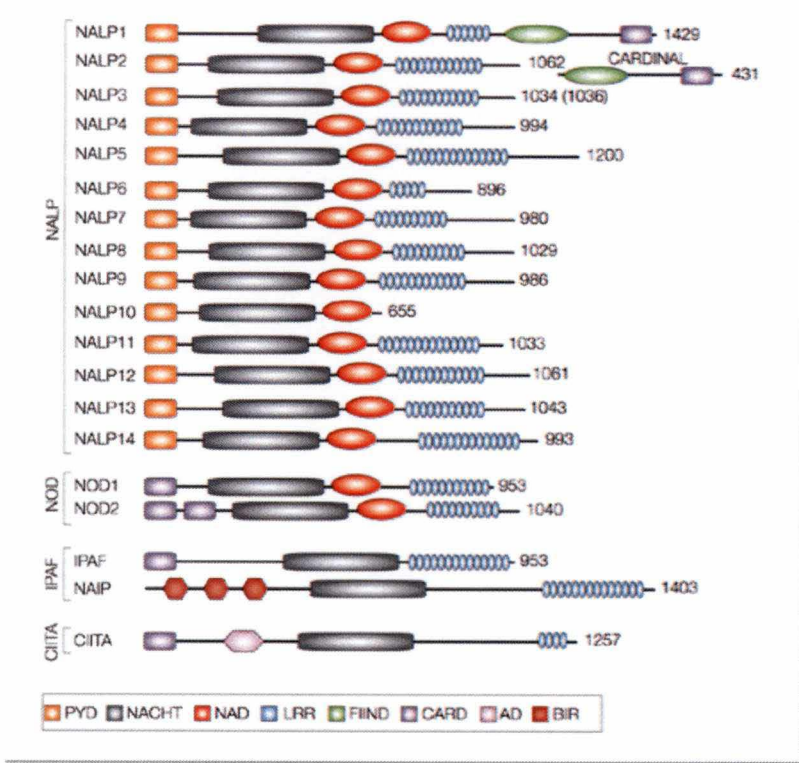 NALP
NALP1 1429
NALP2 1062 CARDINAL 431
NALP3 1034 (1036)
NALP4 994
NALP5 1200
NALP6 896
NALP7 980
NALP8 1029
NALP9 986
NALP10 655
NALP11 1033
NALP12 1061
NALP13 1043
NALP14 993
NOD
NOD1 953
NOD2 1040
IPAF
IPAF 953
NAIP 1403
CIITA
CIITA 1257
PYD NACHT NAD LRR FIIND CARD AD BIR